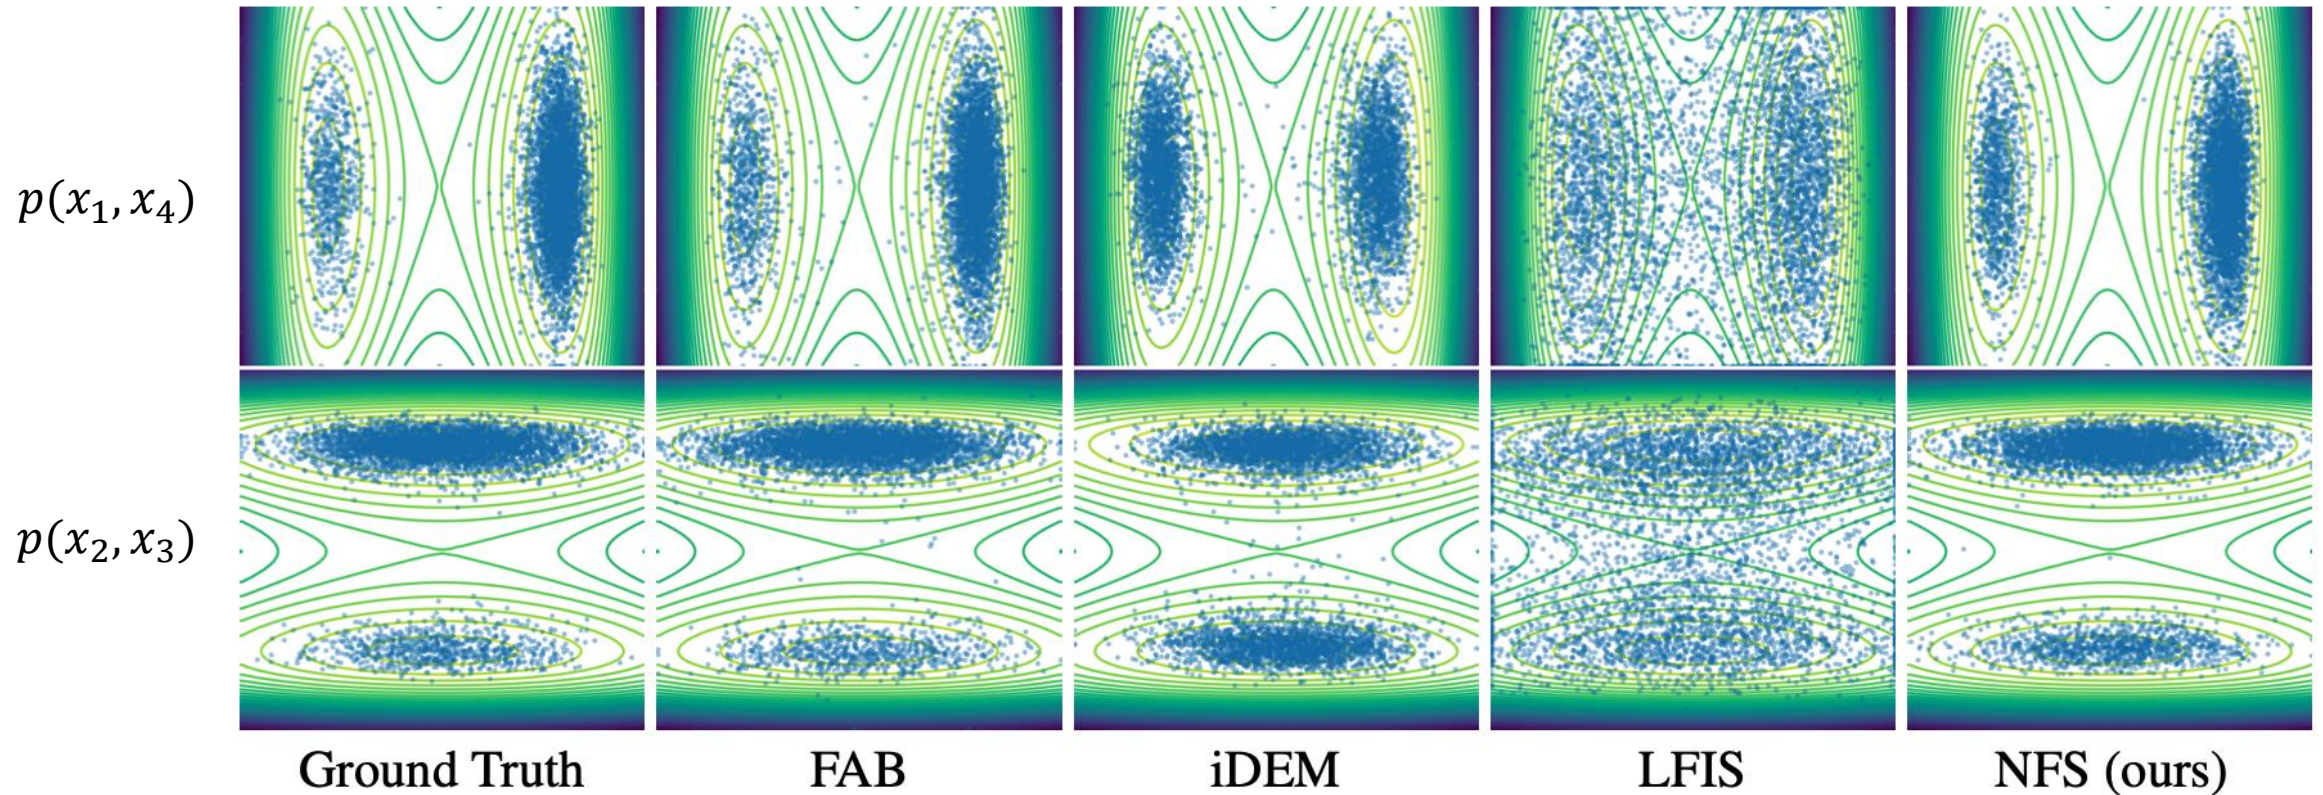 p(x₁, x₄)
p(x₂, x₃)
Ground Truth FAB iDEM LFIS NFS (ours)